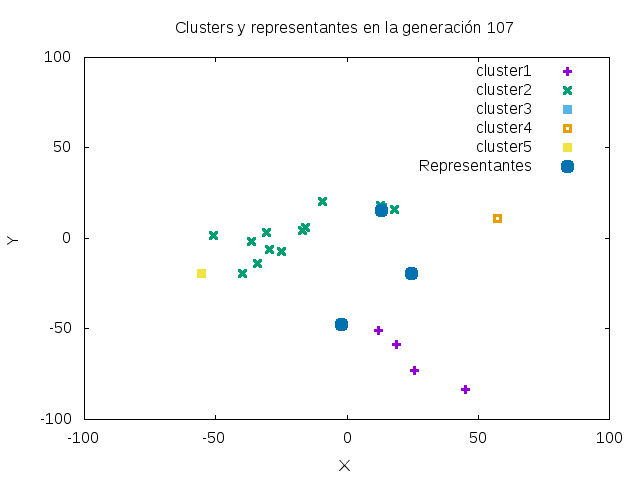 Clusters y representantes en la generación 107
100
50
0
-50
-100
-100
-50
0
50
100
Y
X
cluster1
cluster2
cluster3
cluster4
cluster5
Representantes